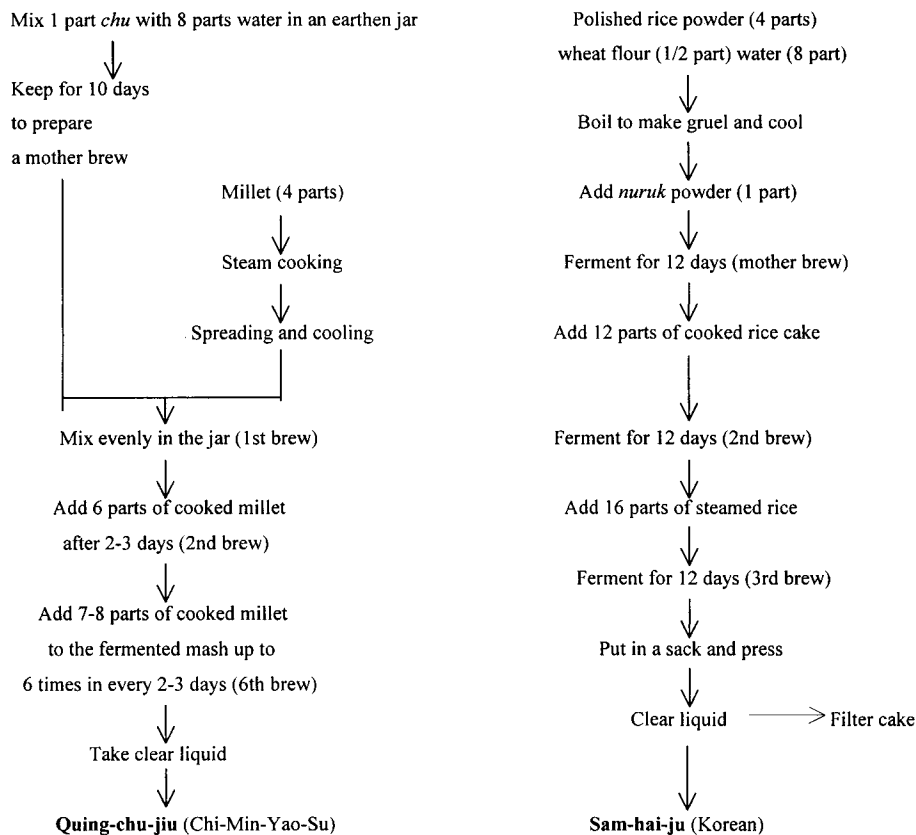 Mix 1 part chu with 8 parts water in an earthen jar
Keep for 10 days
to prepare
a mother brew
Millet (4 parts)
Steam cooking
Spreading and cooling
Mix evenly in the jar (1st brew)
Add 6 parts of cooked millet
after 2-3 days (2nd brew)
Add 7-8 parts of cooked millet
to the fermented mash up to
6 times in every 2-3 days (6th brew)
Take clear liquid
Quing-chu-jiu (Chi-Min-Yao-Su)
Polished rice powder (4 parts)
wheat flour (1/2 part) water (8 part)
Boil to make gruel and cool
Add nuruk powder (1 part)
Ferment for 12 days (mother brew)
Add 12 parts of cooked rice cake
Ferment for 12 days (2nd brew)
Add 16 parts of steamed rice
Ferment for 12 days (3rd brew)
Put in a sack and press
Clear liquid
Filter cake
Sam-hai-ju (Korean)